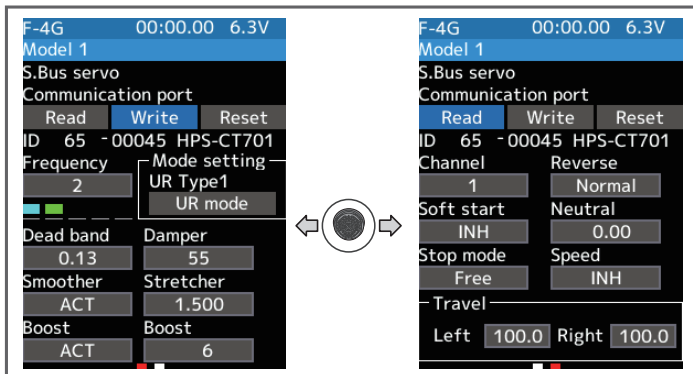 F-4G 00:00.00 6.3V
Model 1
S.Bus servo
Communication port
Read Write Reset
ID 65 -00045 HPS-CT701
Frequency
2
Mode setting
UR Type1
UR mode
Dead band Damper
0.13 55
Smoother Stretcher
ACT 1.500
Boost Boost
ACT 6
F-4G 00:00.00 6.3V
Model 1
S.Bus servo
Communication port
Read Write Reset
ID 65 -00045 HPS-CT701
Channel Reverse
1 Normal
Soft start Neutral
INH 0.00
Stop mode Speed
Free INH
Travel
Left 100.0 Right 100.0